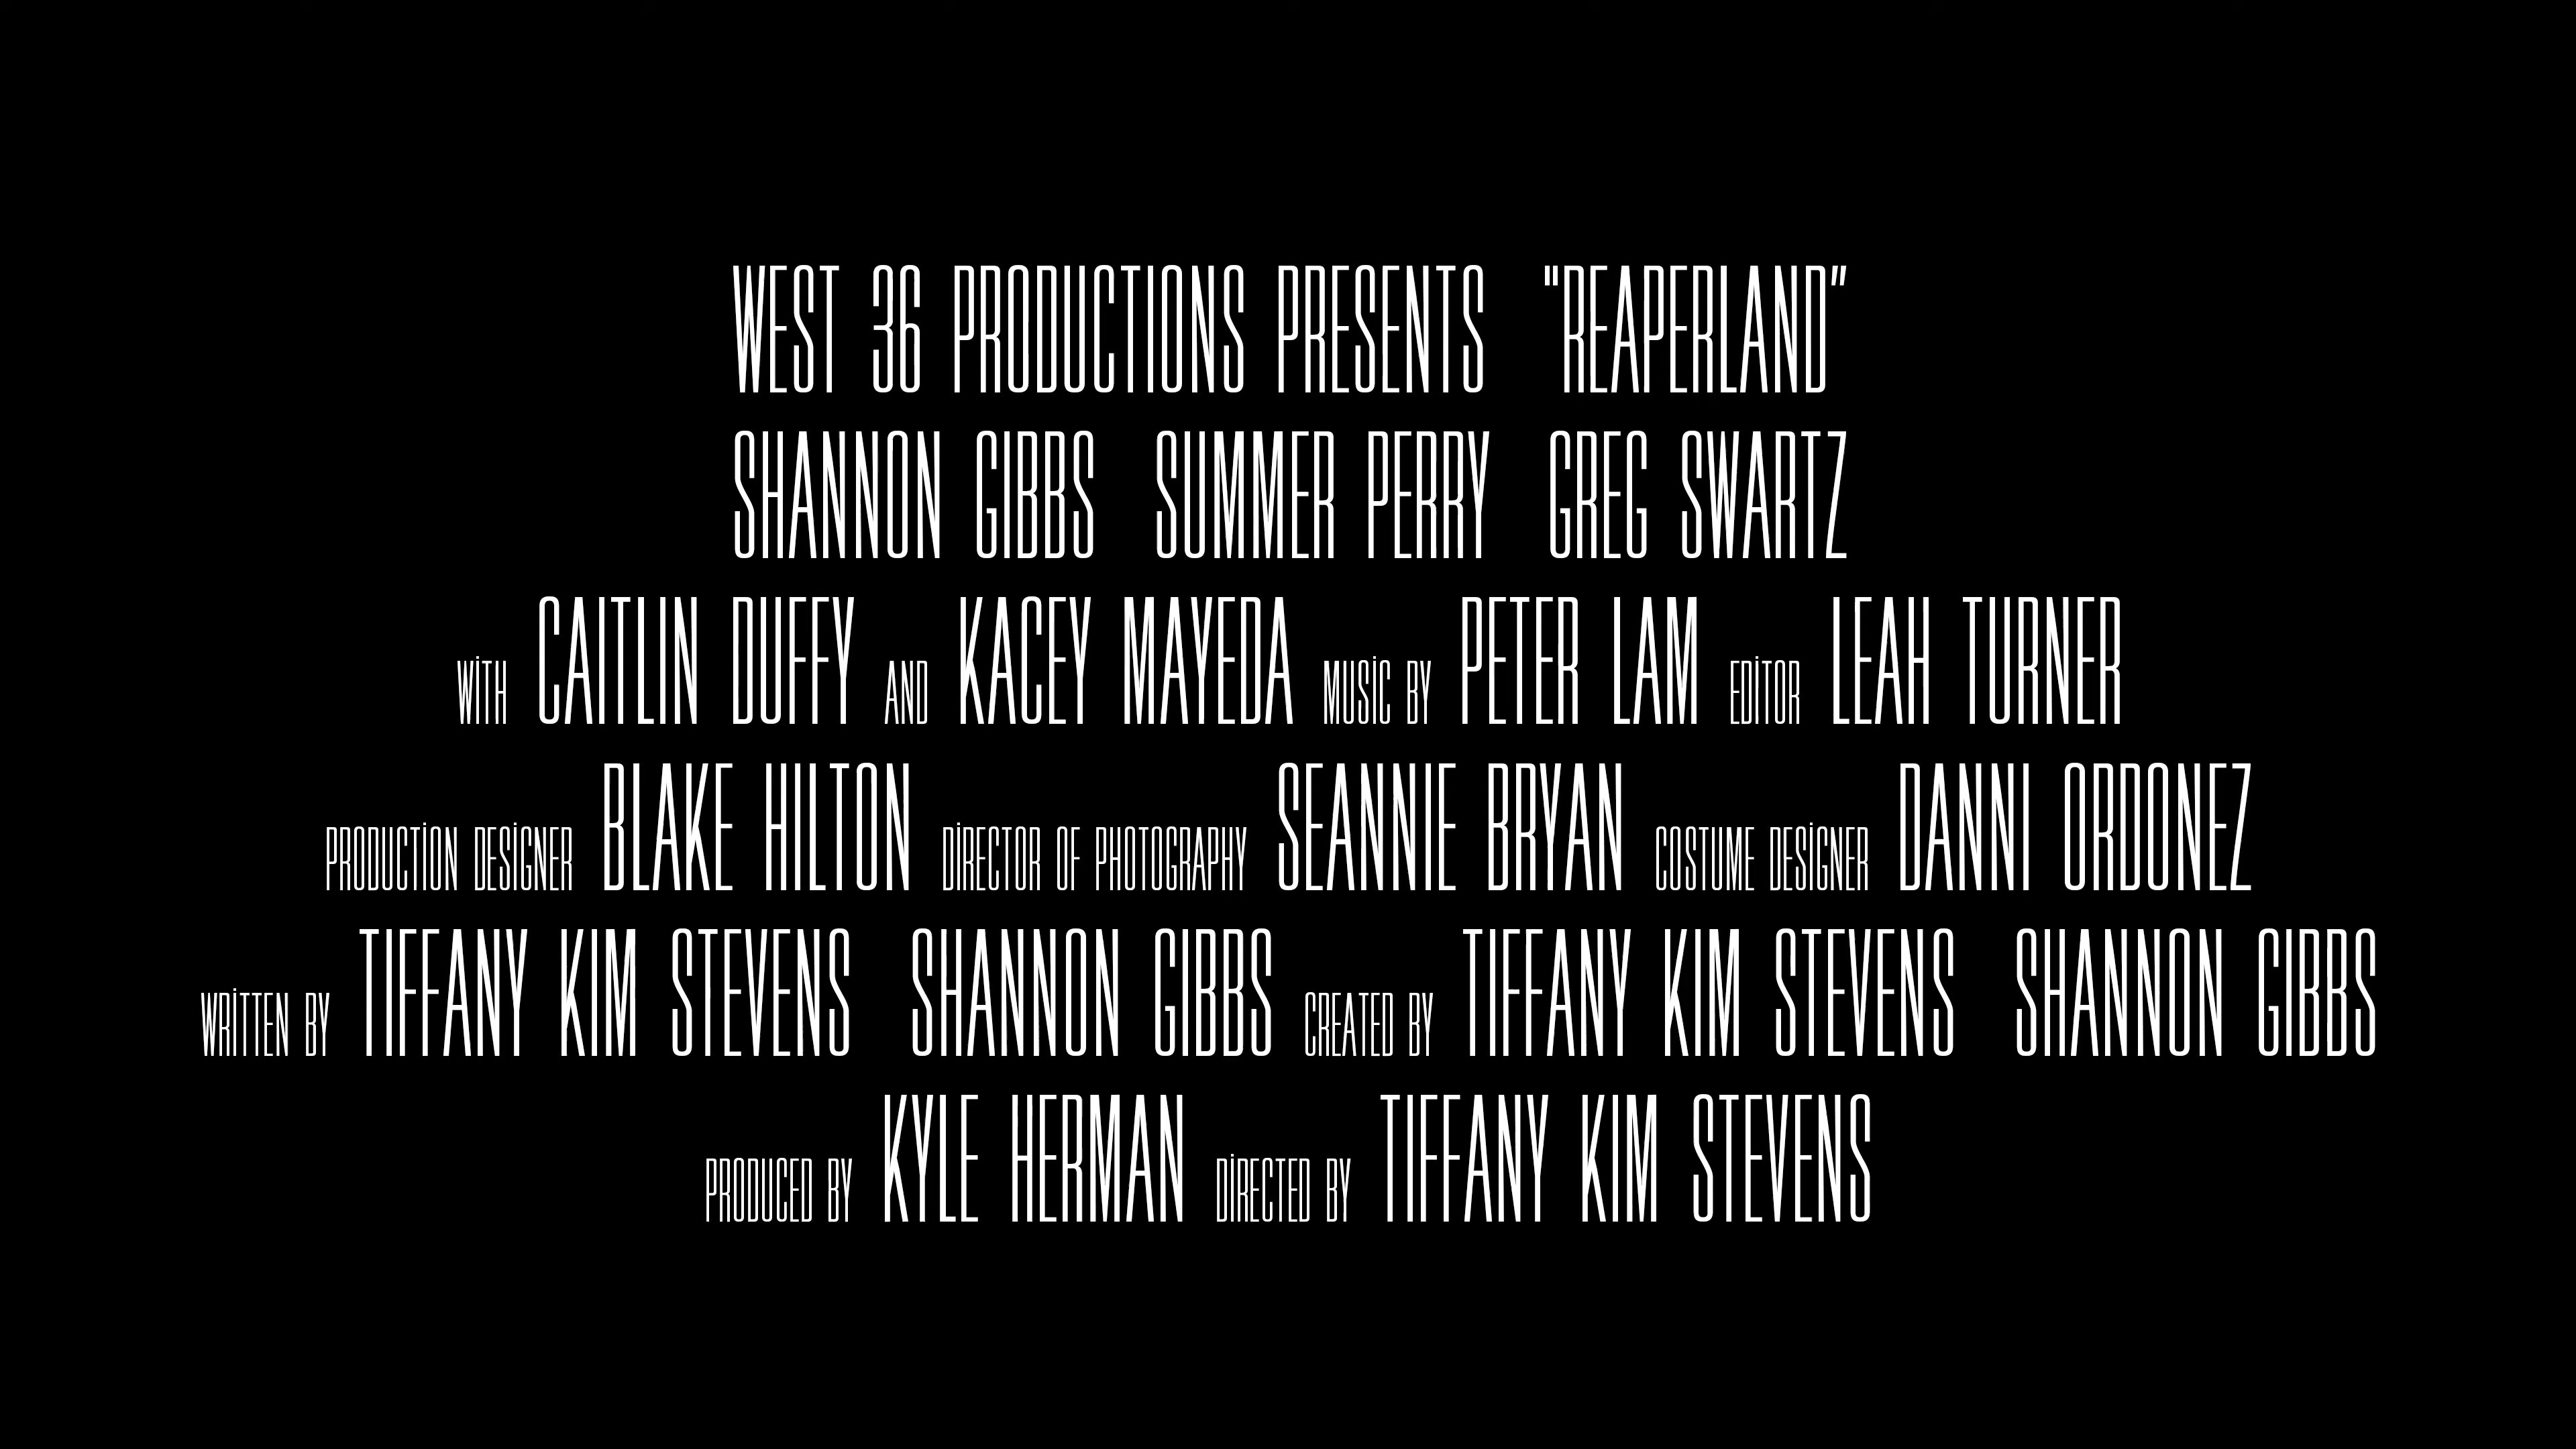 WEST 36 PRODUCTIONS PRESENTS "REAPERLAND"
SHANNON GIBBS SUMMER PERRY GREG SWARTZ
WITH CAITLIN DUFFY AND KACEY MAYEDA MUSIC BY PETER LAM EDITOR LEAH TURNER
PRODUCTION DESIGNER BLAKE HILTON DIRECTOR OF PHOTOGRAPHY SEANNIE BRYAN COSTUME DESIGNER DANNI ORDONEZ
WRITTEN BY TIFFANY KIM STEVENS SHANNON GIBBS CREATED BY TIFFANY KIM STEVENS SHANNON GIBBS
PRODUCED BY KYLE HERMAN DIRECTED BY TIFFANY KIM STEVENS